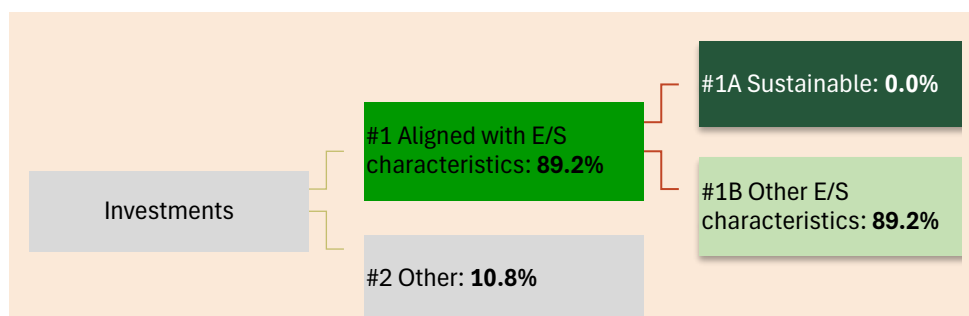 #1A Sustainable: 0.0%
#1 Aligned with E/S
characteristics: 89.2%
#1B Other E/S
characteristics: 89.2%
Investments
#2 Other: 10.8%